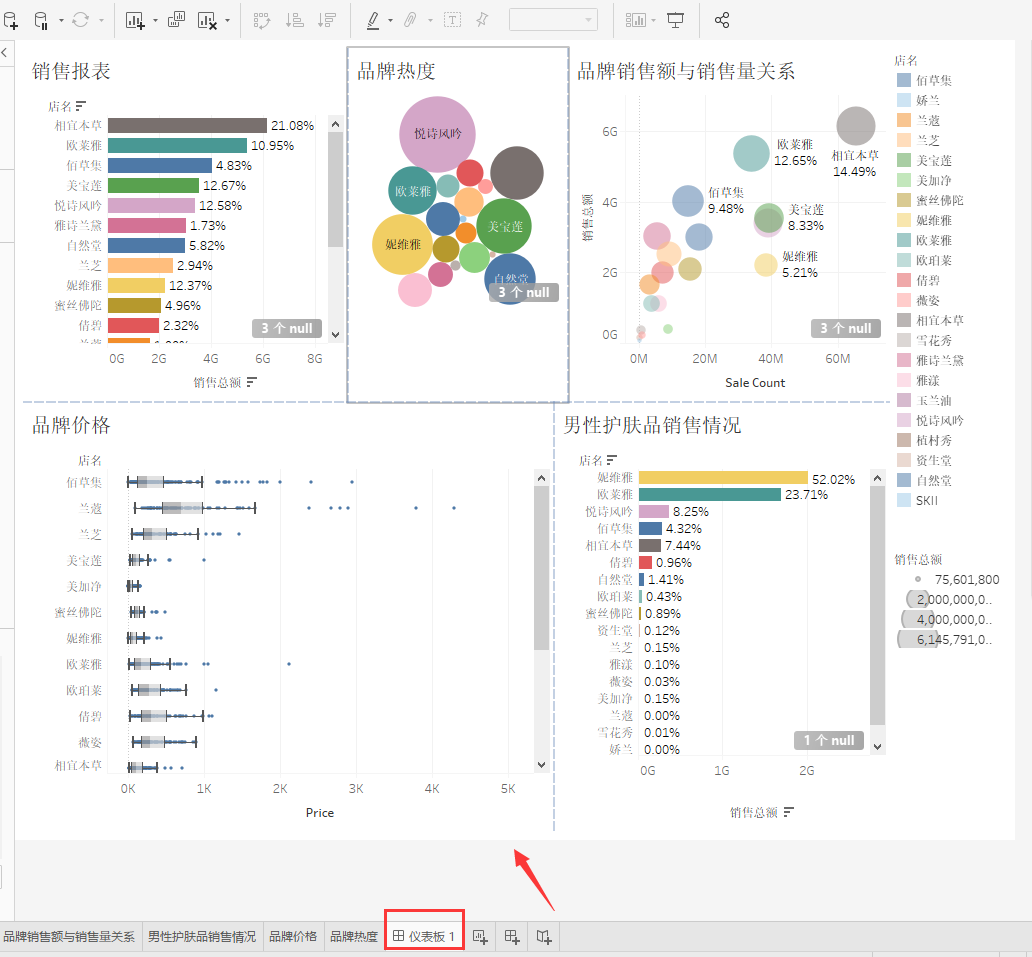 销售报表
店名
相宜本草 21.08%
欧莱雅 10.95%
佰草集 4.83%
美宝莲 12.67%
悦诗风吟 12.58%
雅诗兰黛 1.73%
自然堂 5.82%
兰芝 2.94%
妮维雅 12.37%
蜜丝佛陀 4.96%
倩碧 2.32%
兰蔻
3 个 null
0G 2G 4G 6G 8G
销售总额
品牌热度
悦诗风吟
欧莱雅
美宝莲
妮维雅
自然堂
3 个 null
品牌销售额与销售量关系
销售总额
6G
4G
2G
0G
欧莱雅
12.65%
相宜本草
14.49%
佰草集
9.48%
美宝莲
8.33%
妮维雅
5.21%
3 个 null
0M 20M 40M 60M
Sale Count
店名
佰草集
娇兰
兰蔻
兰芝
美宝莲
美加净
蜜丝佛陀
妮维雅
欧莱雅
欧珀莱
倩碧
薇姿
相宜本草
雪花秀
雅诗兰黛
雅漾
玉兰油
悦诗风吟
植村秀
资生堂
自然堂
SKII
销售总额
75,601,800
2,000,000,0..
4,000,000,0..
6,145,791,0..
品牌价格
店名
佰草集
兰蔻
兰芝
美宝莲
美加净
蜜丝佛陀
妮维雅
欧莱雅
欧珀莱
倩碧
薇姿
相宜本草
0K 1K 2K 3K 4K 5K
Price
男性护肤品销售情况
店名
妮维雅 52.02%
欧莱雅 23.71%
悦诗风吟 8.25%
佰草集 4.32%
相宜本草 7.44%
倩碧 0.96%
自然堂 1.41%
欧珀莱 0.43%
蜜丝佛陀 0.89%
资生堂 0.12%
兰芝 0.15%
雅漾 0.10%
薇姿 0.03%
美加净 0.15%
兰蔻 0.00%
雪花秀 0.01%
娇兰 0.00%
1 个 null
0G 1G 2G
销售总额
品牌销售额与销售量关系 男性护肤品销售情况 品牌价格 品牌热度 仪表板 1